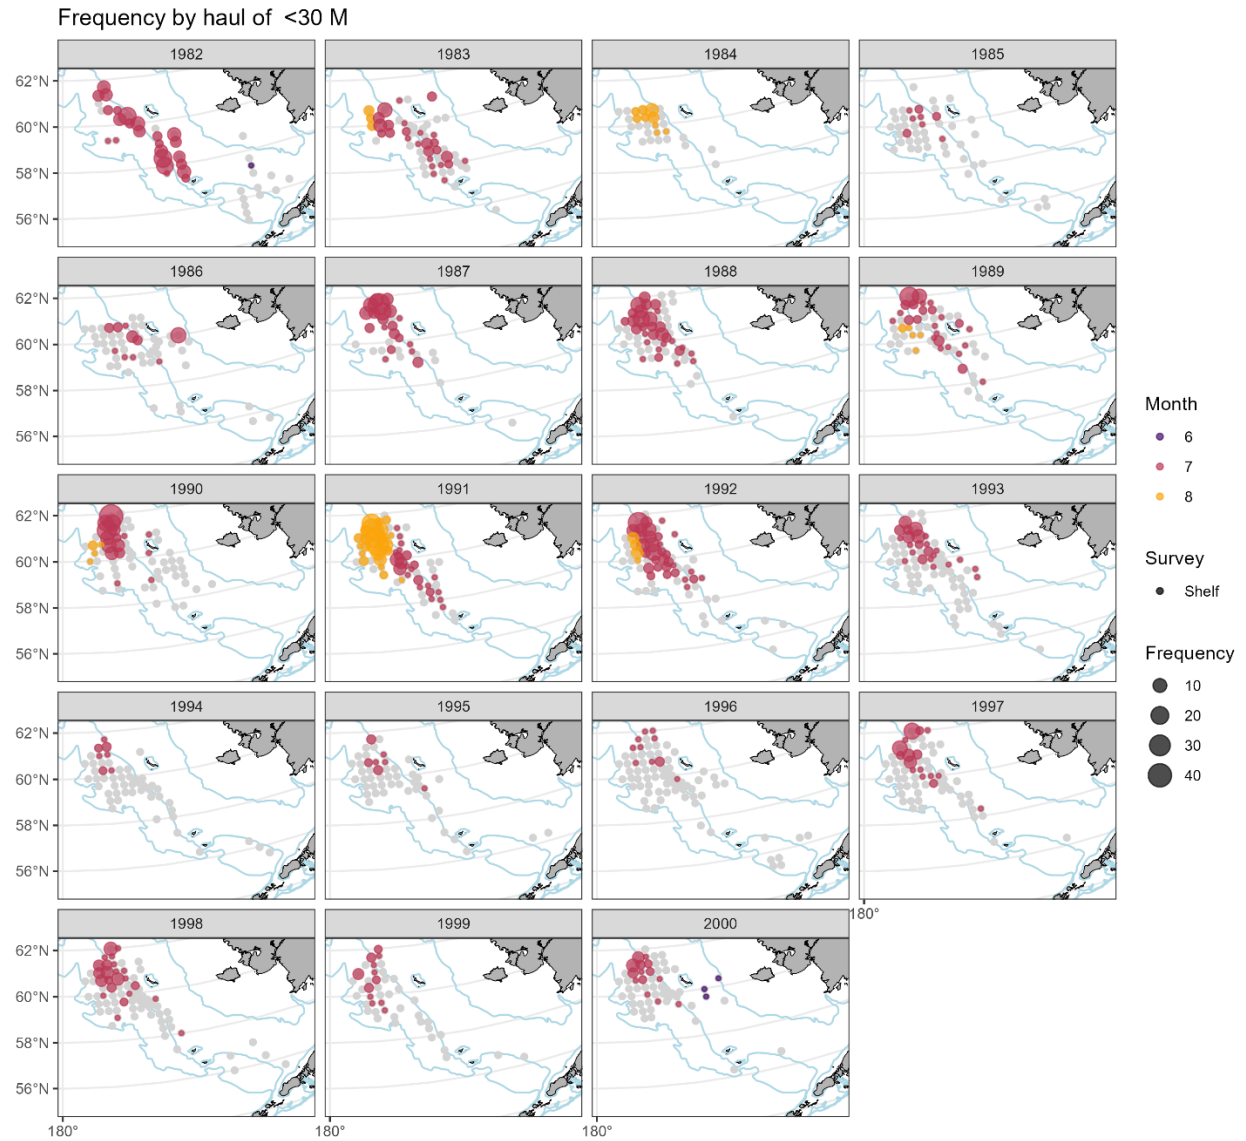 Frequency by haul of  <30 M
1982
1983
1984
1985
62°N
60°N
58°N
56°N
1986
1987
1988
1989
62°N
60°N
58°N
56°N
1990
1991
1992
1993
62°N
60°N
58°N
56°N
1994
1995
1996
1997
62°N
60°N
58°N
56°N
180°
1998
1999
2000
62°N
60°N
58°N
56°N
180°
180°
180°
Month
6
7
8
Survey
Shelf
Frequency
10
20
30
40